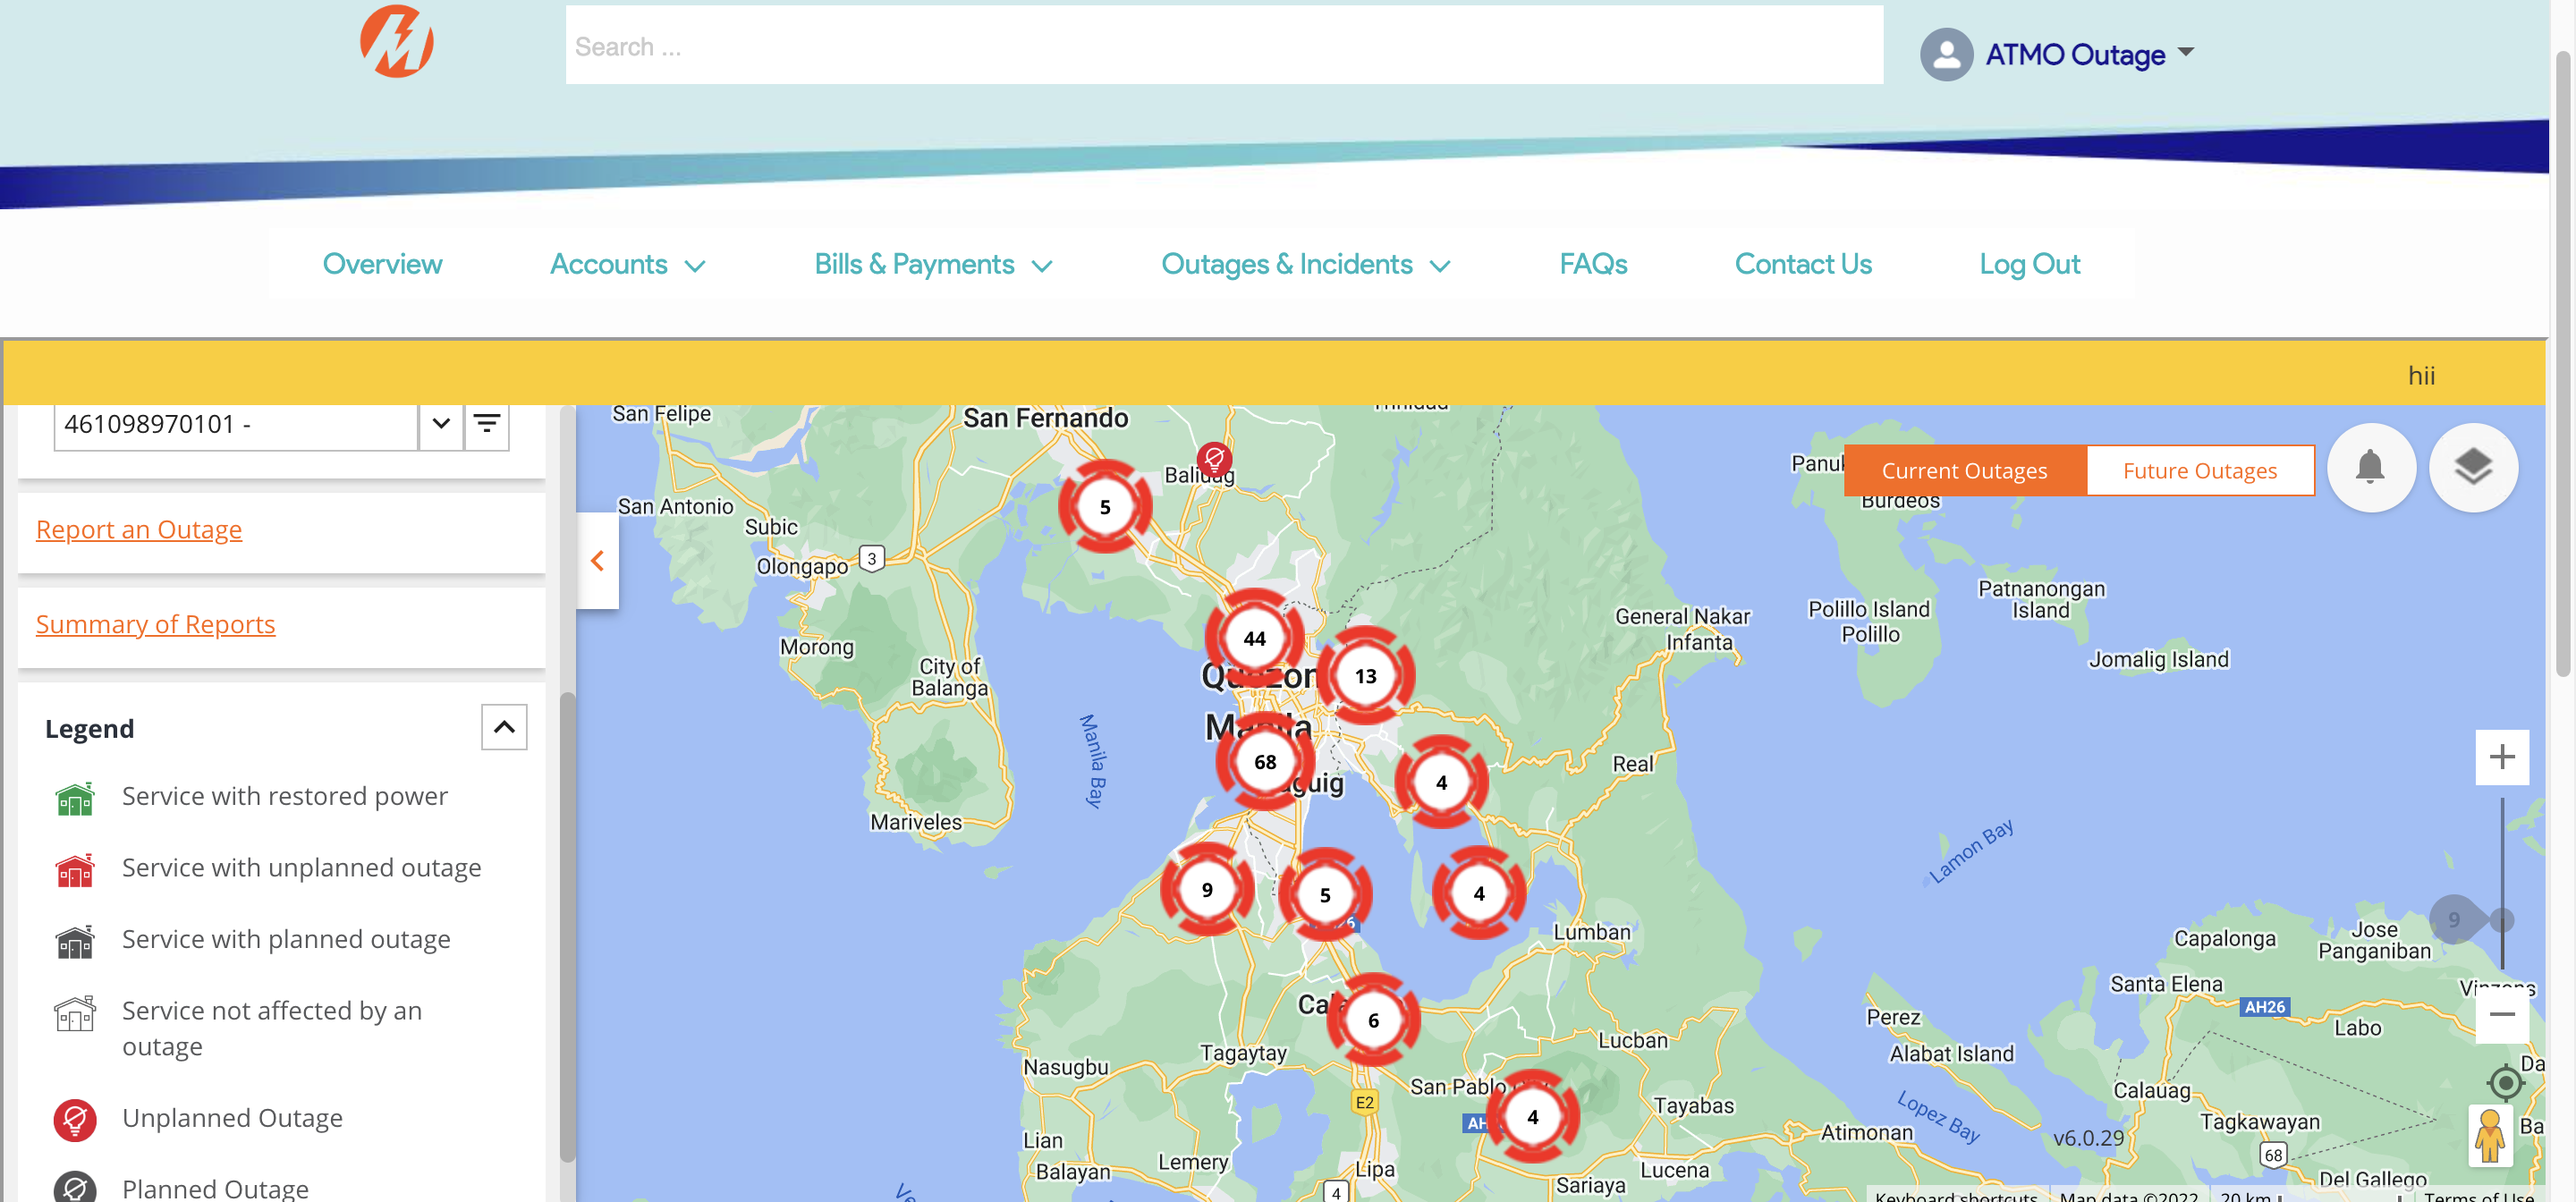 Search ...
ATMO Outage
Overview
Accounts
Bills & Payments
Outages & Incidents
FAQs
Contact Us
Log Out
hii
461098970101 -
Report an Outage
Summary of Reports
Legend
Service with restored power
Service with unplanned outage
Service with planned outage
Service not affected by an
outage
Unplanned Outage
Planned Outage
Current Outages
Future Outages
San Felipe
San Fernando
San Antonio
Subic
Olongapo
3
5
Morong
City of
Balanga
Mariveles
Manila Bay
44
13
68
4
9
5
4
6
4
General Nakar
Infanta
Real
Burdeos
Polillo Island
Polillo
Patnanongan
Island
Jomalig Island
Lamon Bay
Lumban
9
Capalonga
Jose
Panganiban
Santa Elena
AH26
Labo
Perez
Alabat Island
Lucban
Tagaytay
Nasugbu
San Pablo
E2
Tayabas
Lopez Bay
Calauag
Tagkawayan
68
Lian
Balayan
Lemery
Lipa
4
Atimonan
v6.0.29
Lucena
Sariaya
Del Gallego
Keyboard shortcuts
Map data ©2022
20 km
Terms of Use